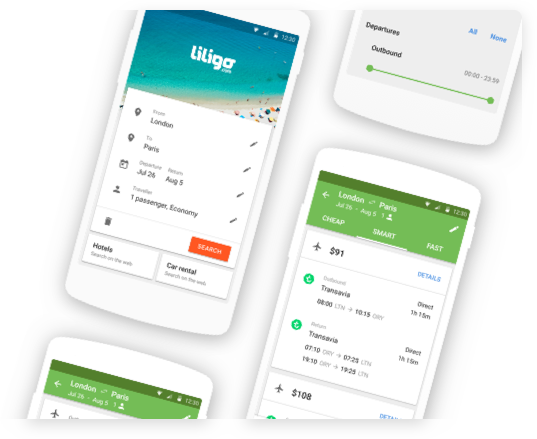 12:30
liligo
.com
From
London
To
Paris
Departure Return
Jul 26 - Aug 5
Traveller
1 passenger, Economy
SEARCH
Hotels
Search on the web
Car rental
Search on the web
Departures
All None
Outbound
00:00 - 23:59
12:30
London ⇄ Paris
Jul 26 - Aug 5 1
CHEAP SMART FAST
$91
DETAILS
Outbound
Transavia
08:00 LTN → 10:15 ORY
Direct
1h 15m
Return
Transavia
07:10 ORY → 07:25 LTN
19:10 ORY → 19:25 LTN
Direct
1h 15m
$108
12:30
London ⇄ Paris
Jul 26 - Aug 5 1